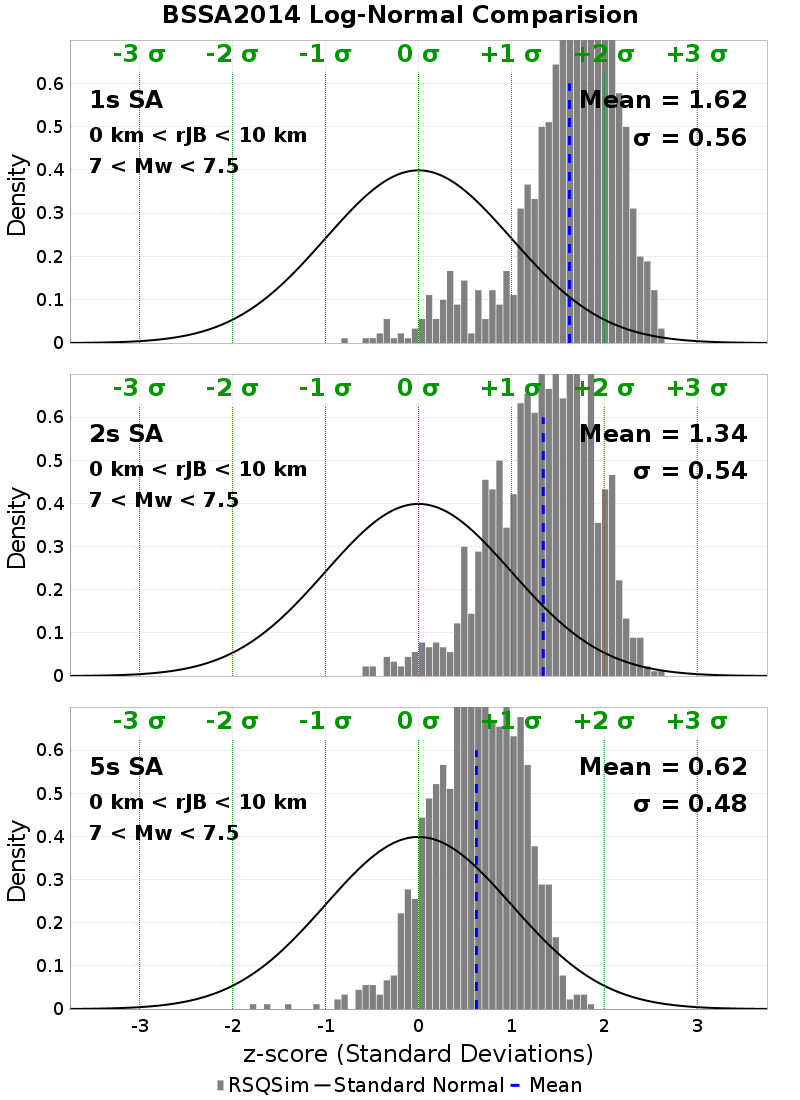 BSSA2014 Log-Normal Comparision
-3 σ -2 σ -1 σ 0 σ +1 σ +2 σ +3 σ
1s SA
Mean = 1.62
0 km < rJB < 10 km
σ = 0.56
7 < Mw < 7.5
Density
0.6
0.5
0.4
0.3
0.2
0.1
0
-3 σ -2 σ -1 σ 0 σ +1 σ +2 σ +3 σ
2s SA
Mean = 1.34
0 km < rJB < 10 km
σ = 0.54
7 < Mw < 7.5
Density
0.6
0.5
0.4
0.3
0.2
0.1
0
-3 σ -2 σ -1 σ 0 σ +1 σ +2 σ +3 σ
5s SA
Mean = 0.62
0 km < rJB < 10 km
σ = 0.48
7 < Mw < 7.5
Density
0.6
0.5
0.4
0.3
0.2
0.1
0
-3 -2 -1 0 1 2 3
z-score (Standard Deviations)
RSQSim Standard Normal Mean